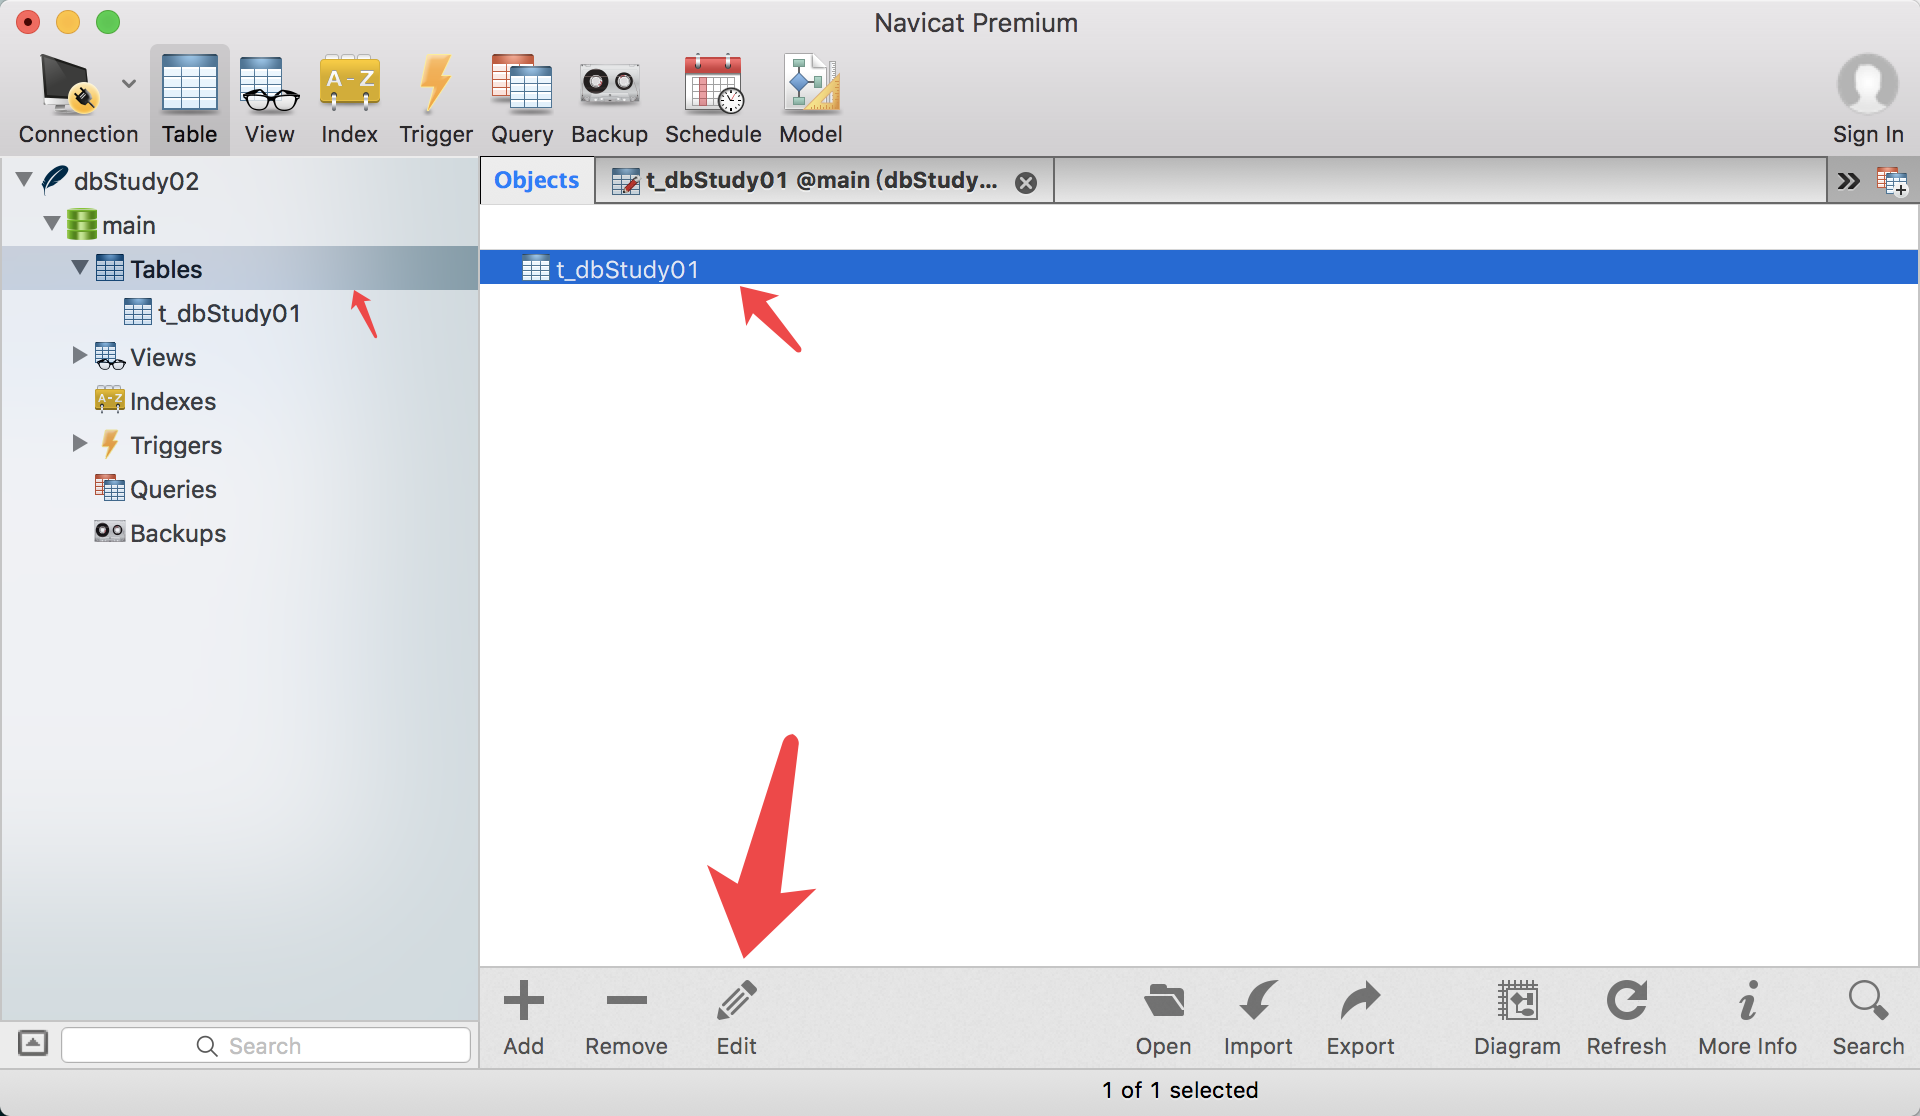 Navicat Premium
Connection Table View Index Trigger Query Backup Schedule Model Sign In
A-Z
dbStudy02
main
Tables
t_dbStudy01
Views
A-Z
Indexes
Triggers
Queries
Backups
Search
Objects t_dbStudy01 @main (dbStudy...
t_dbStudy01
Add Remove Edit Open Import Export Diagram Refresh More Info Search
1 of 1 selected